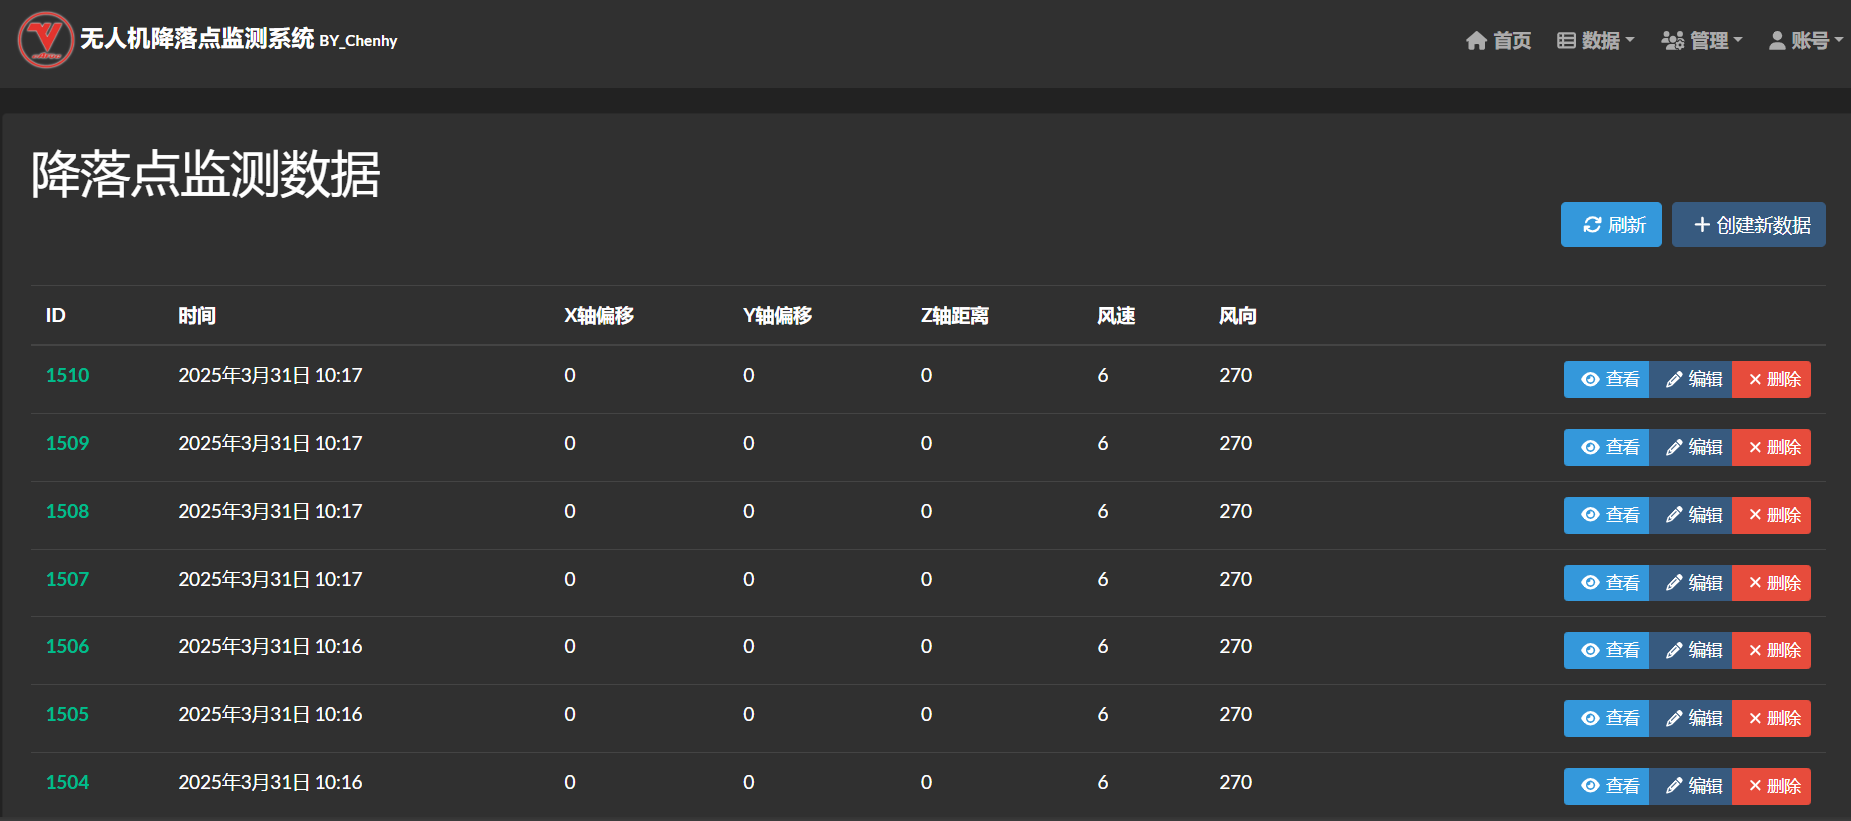 无人机降落点监测系统 BY_Chenhy
首页 数据 管理 账号
降落点监测数据
刷新 创建新数据
ID 时间 X轴偏移 Y轴偏移 Z轴距离 风速 风向
1510 2025年3月31日 10:17 0 0 0 6 270 查看 编辑 删除
1509 2025年3月31日 10:17 0 0 0 6 270 查看 编辑 删除
1508 2025年3月31日 10:17 0 0 0 6 270 查看 编辑 删除
1507 2025年3月31日 10:17 0 0 0 6 270 查看 编辑 删除
1506 2025年3月31日 10:16 0 0 0 6 270 查看 编辑 删除
1505 2025年3月31日 10:16 0 0 0 6 270 查看 编辑 删除
1504 2025年3月31日 10:16 0 0 0 6 270 查看 编辑 删除